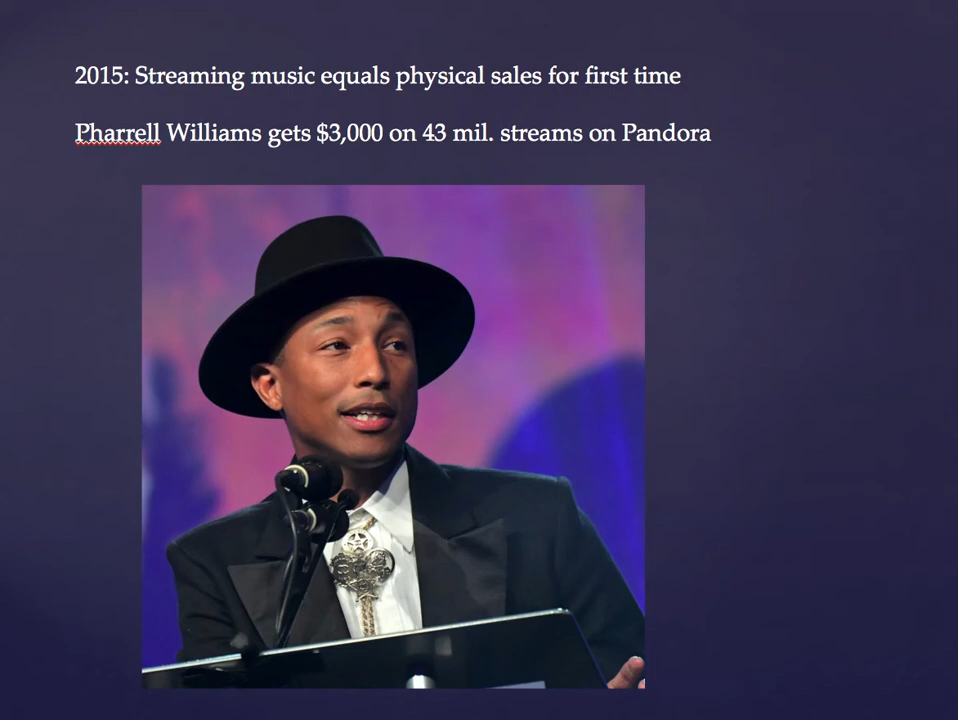 2015: Streaming music equals physical sales for first time
Pharrell Williams gets $3,000 on 43 mil. streams on Pandora